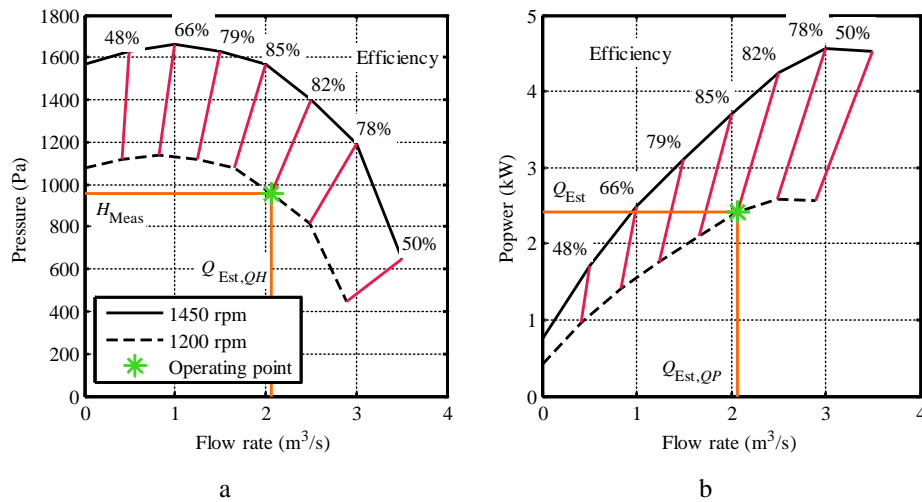 1800
1600
1400
1200
1000
800
600
400
200
0
Pressure (Pa)
48%
66%
79%
85%
Efficiency
82%
78%
50%
H_Meas
Q_Est,QH
1450 rpm
1200 rpm
Operating point
0 1 2 3 4
Flow rate (m³/s)
a
5
4
3
2
1
0
Popower (kW)
Efficiency
78%
50%
82%
85%
79%
66%
48%
Q_Est
Q_Est,QP
0 1 2 3 4
Flow rate (m³/s)
b